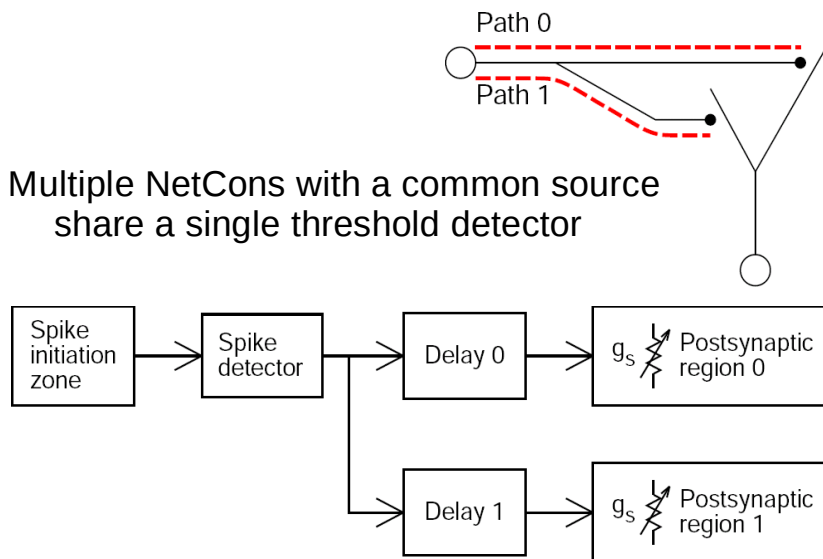 Path 0
Path 1
Multiple NetCons with a common source
share a single threshold detector
Spike
initiation
zone
Spike
detector
Delay 0
gs
Postsynaptic
region 0
Delay 1
gs
Postsynaptic
region 1